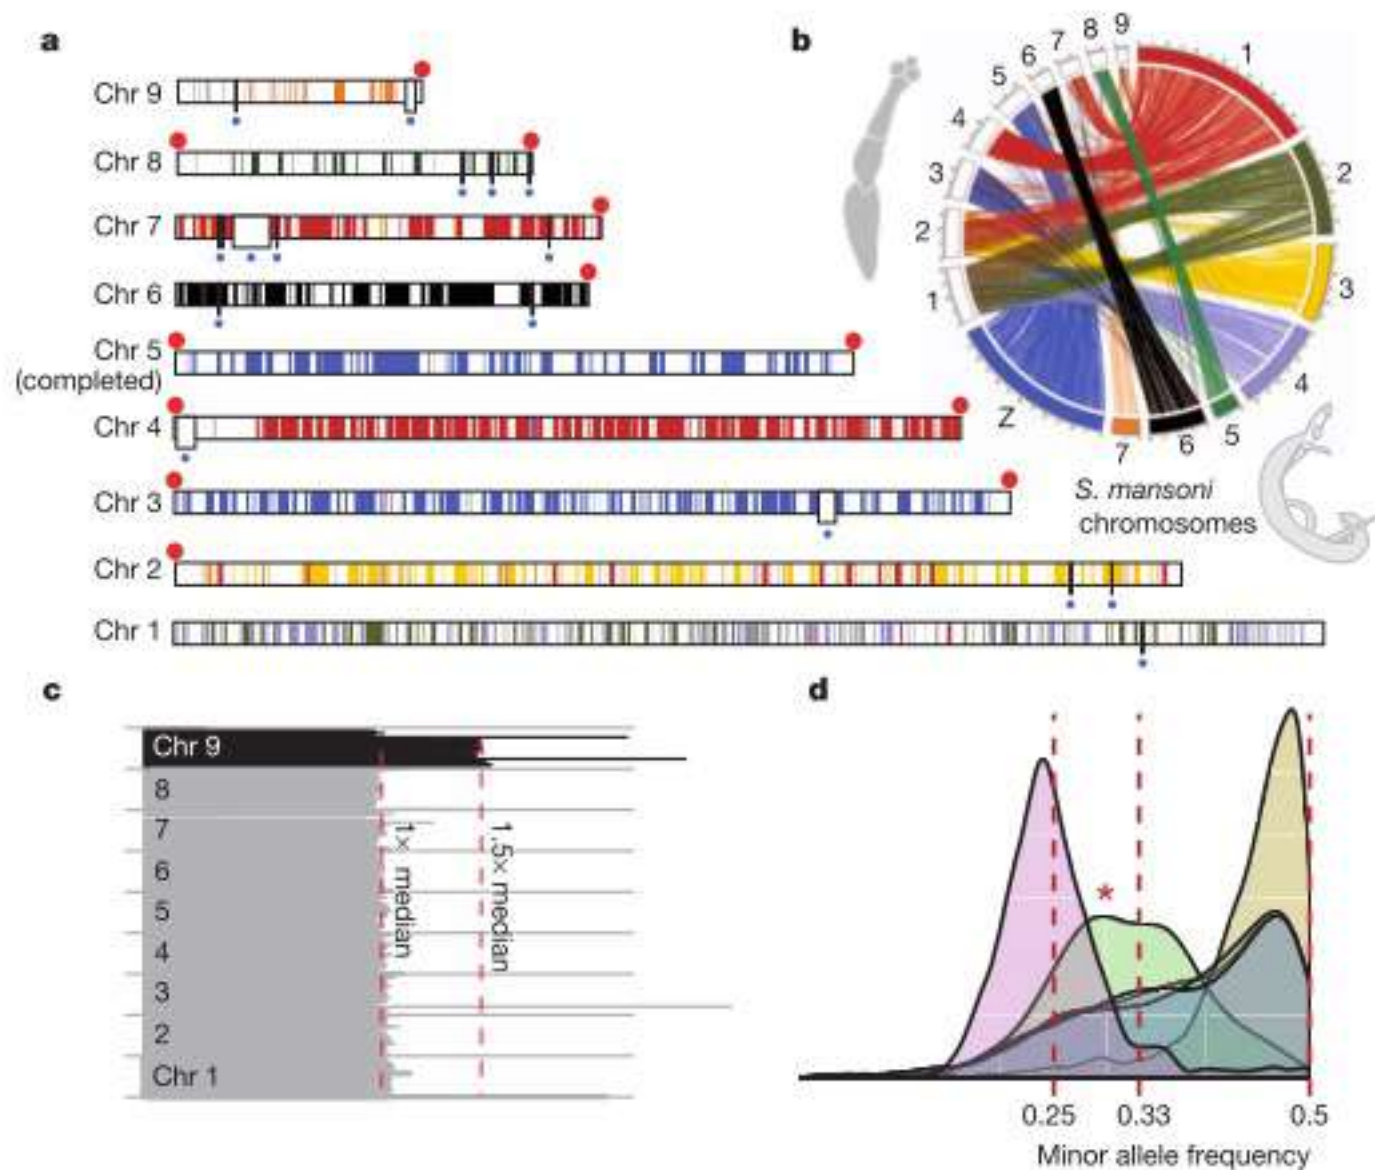 a
Chr 9
Chr 8
Chr 7
Chr 6
Chr 5
(completed)
Chr 4
Chr 3
Chr 2
Chr 1
b
1
2
3
4
5
6
7
Z
1
2
3
4
5
6
7
8
9
S. mansoni
chromosomes
c
Chr 9
8
7
6
5
4
3
2
Chr 1
1× median
1,5× median
d
*
0.25
0.33
0.5
Minor allele frequency